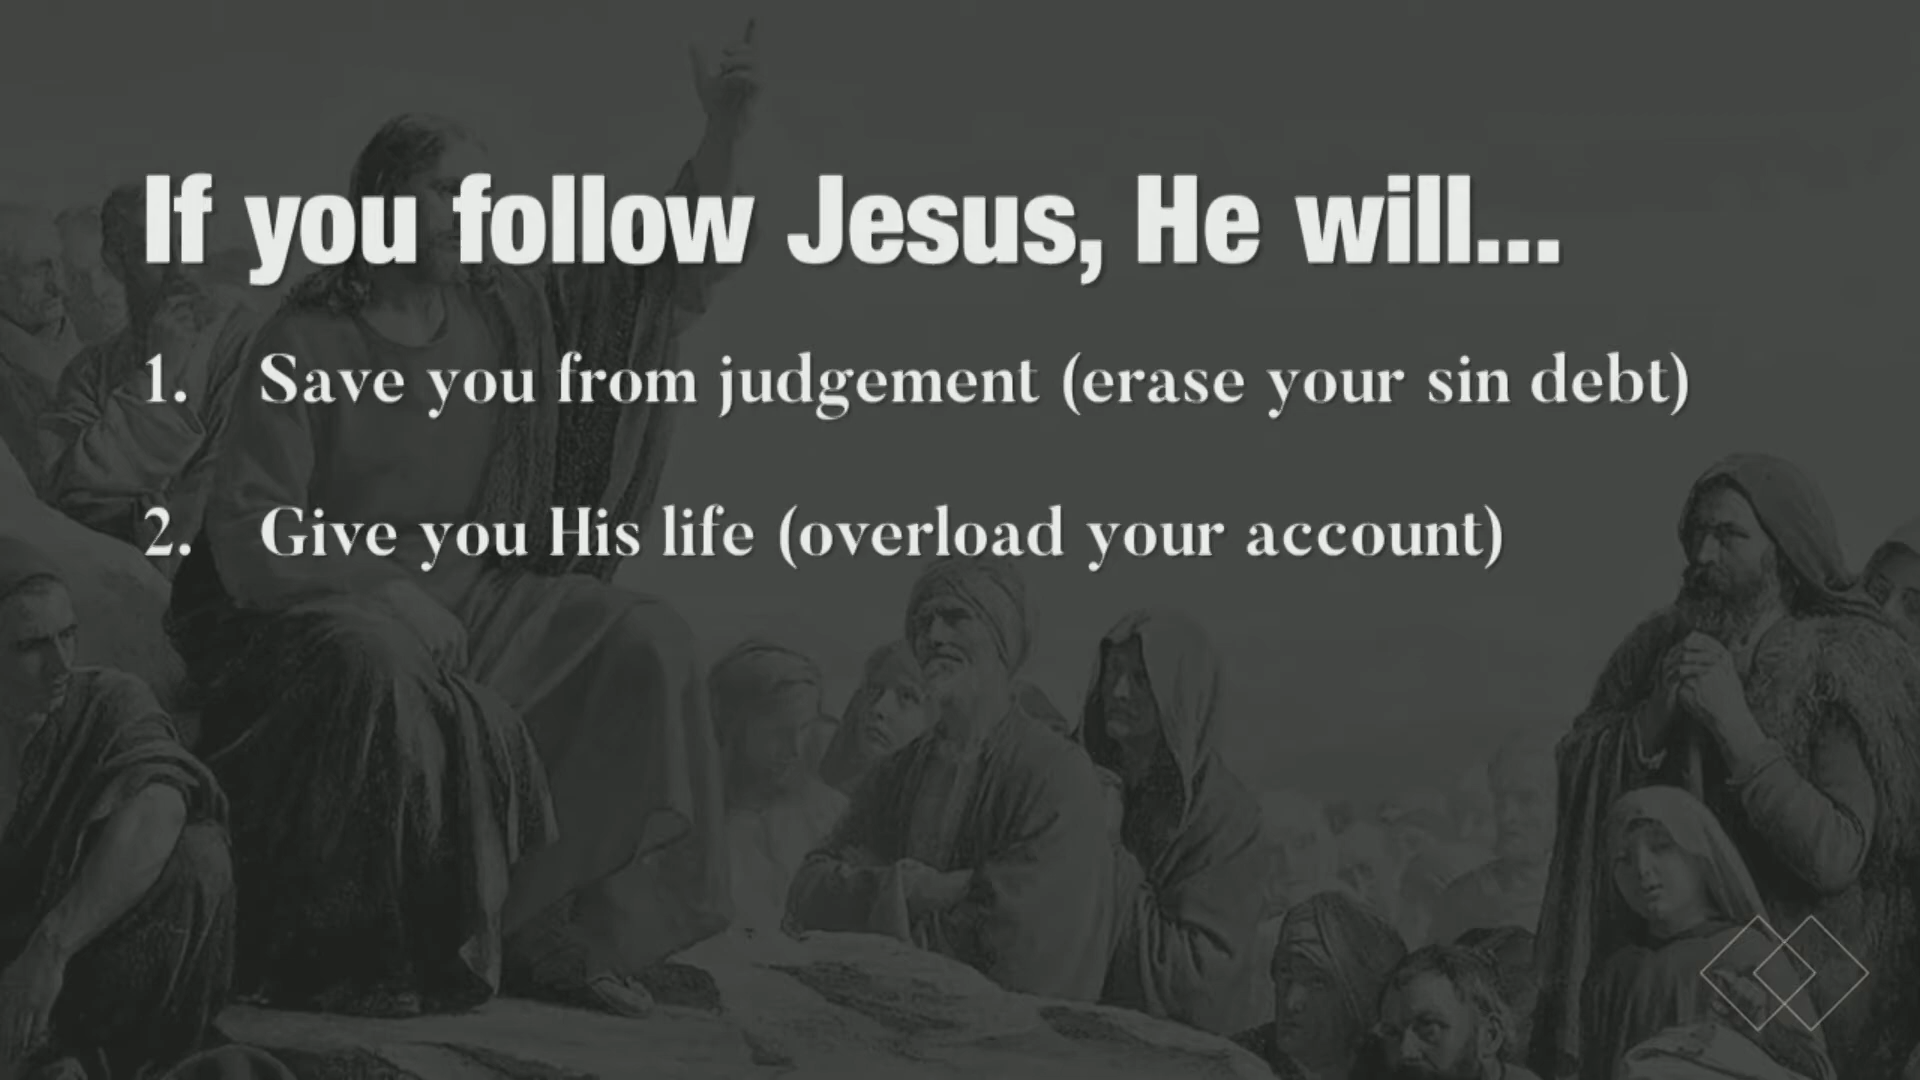 If you follow Jesus, He will...
1. Save you from judgement (erase your sin debt)
2. Give you His life (overload your account)